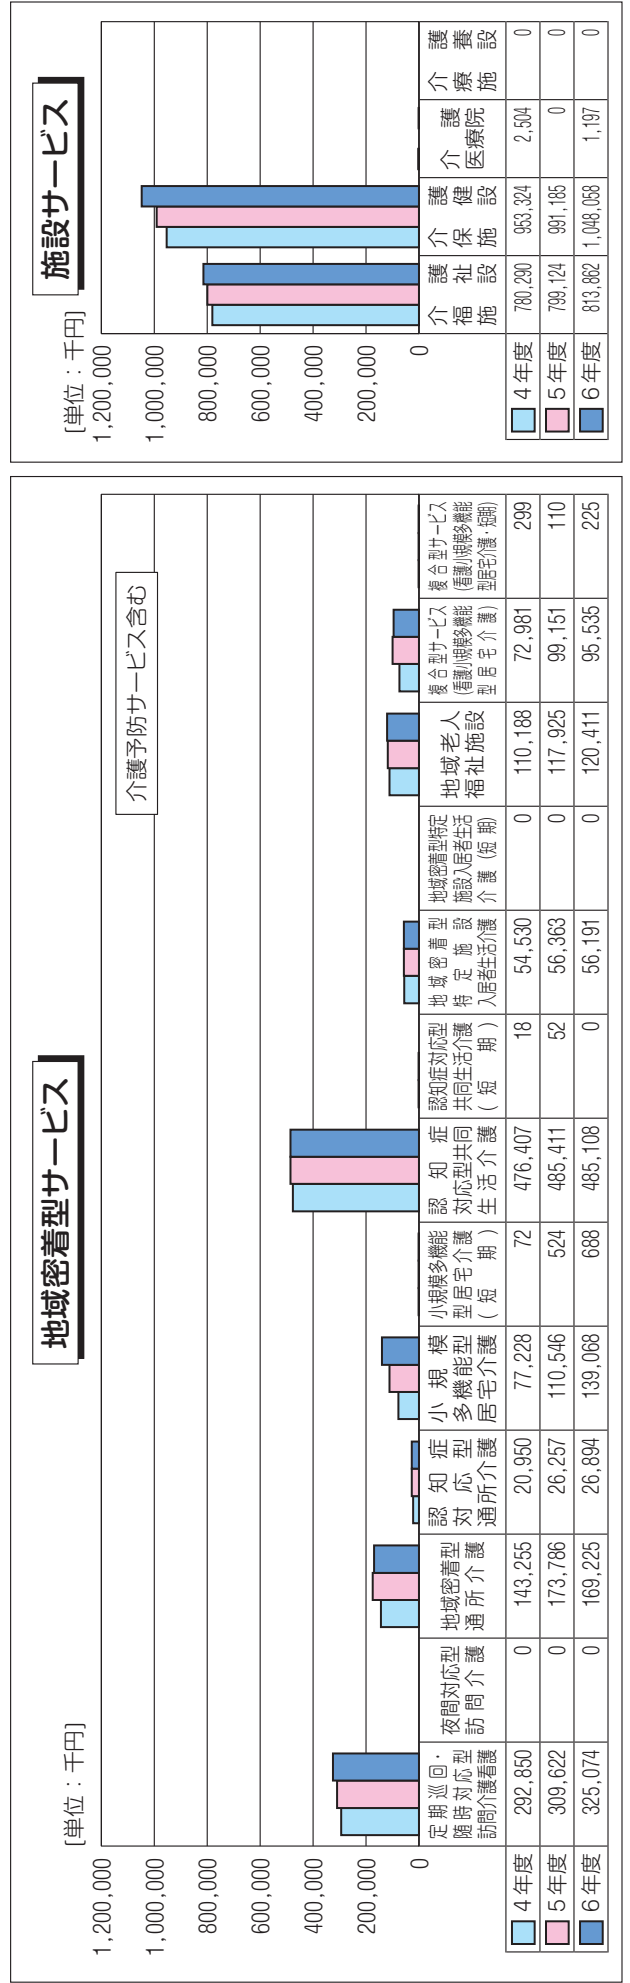 地域密着型サービス
[単位：千円]
介護予防サービス含む
1,200,000
1,000,000
800,000
600,000
400,000
200,000
0
定期巡回・
随時対応型
訪問介護看護
夜間対応型
訪問介護
地域密着型
通所介護
認知症
対応型
通所介護
小規模
多機能型
居宅介護
小規模多機能
型居宅介護
(短期)
認知症
対応型共同
生活介護
認知症対応型
共同生活介護
(短期)
地域密着型
特定施設
入居者生活介護
地域密着型特定
施設入居者生活
介護(短期)
地域老人
福祉施設
複合型サービス
(看護小規模多機能
型居宅介護)
複合型サービス
(看護小規模多機能
型居宅介護・短期)
4年度 292,850 0 143,255 20,950 77,228 72 476,407 18 54,530 0 110,188 72,981 299
5年度 309,622 0 173,786 26,257 110,546 524 485,411 52 56,363 0 117,925 99,151 110
6年度 325,074 0 169,225 26,894 139,068 688 485,108 0 56,191 0 120,411 95,535 225
施設サービス
[単位：千円]
1,200,000
1,000,000
800,000
600,000
400,000
200,000
0
介護
福祉
施設
介護
保健
施設
介護
医療院
介護
療養
施設
4年度 780,290 953,324 2,504 0
5年度 799,124 991,185 0 0
6年度 813,862 1,048,058 1,197 0